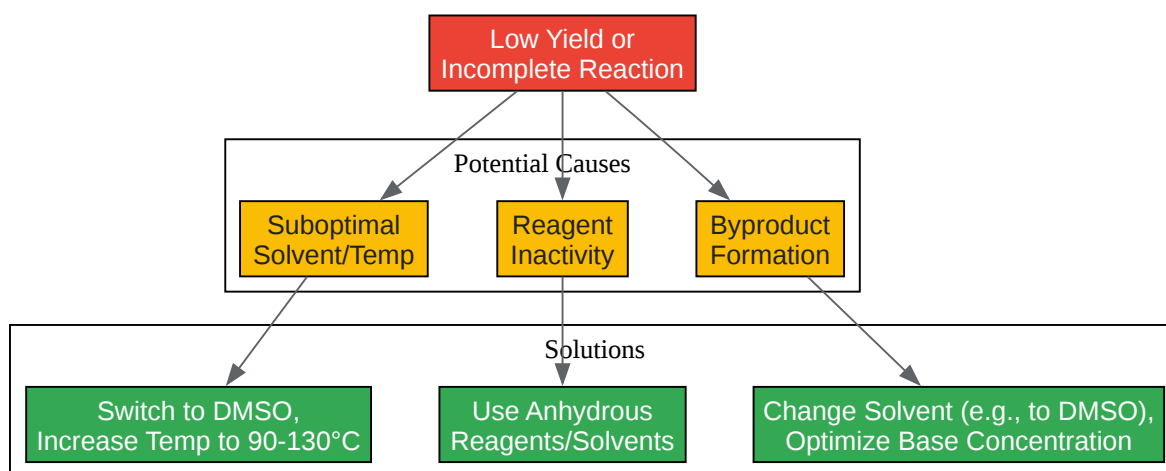 Low Yield or
Incomplete Reaction
Potential Causes
Suboptimal
Solvent/Temp
Reagent
Inactivity
Byproduct
Formation
Solutions
Switch to DMSO,
Increase Temp to 90-130°C
Use Anhydrous
Reagents/Solvents
Change Solvent (e.g., to DMSO),
Optimize Base Concentration